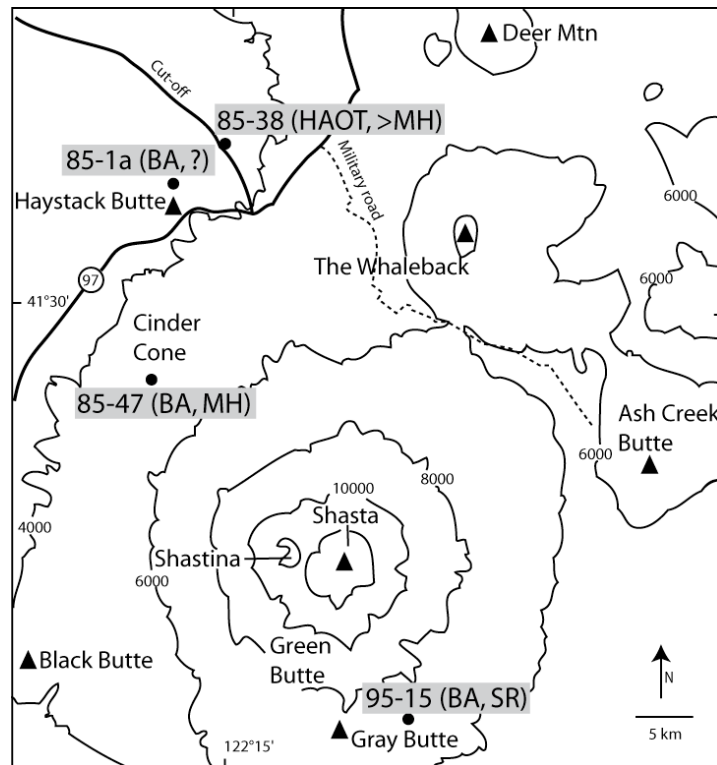 Deer Mtn
Cut-off
85-38 (HAOT, >MH)
85-1a (BA, ?)
Haystack Butte
Military road
6000
The Whaleback
97
6000
41°30'
Cinder
Cone
85-47 (BA, MH)
Ash Creek
Butte
6000
8000
10000
Shasta
4000
Shastina
6000
Green
Butte
Black Butte
95-15 (BA, SR)
N
Gray Butte
5 km
122°15'